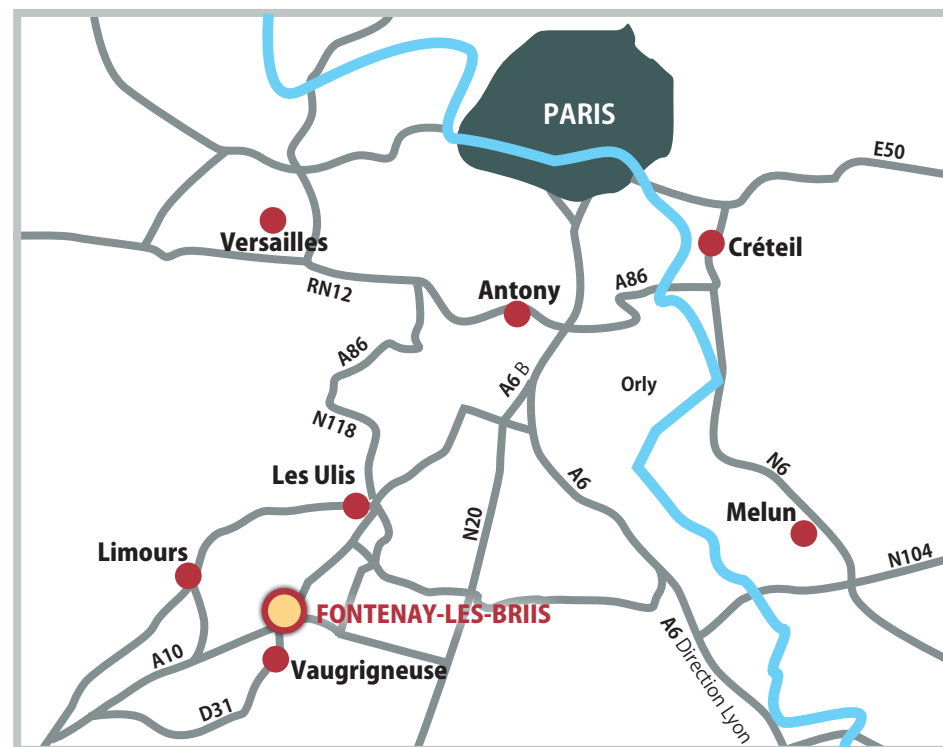 PARIS
E50
Versailles
Créteil
RN12
Antony
A86
A86
A6 B
Orly
N118
Les Ulis
A6
N6
N20
Melun
Limours
N104
FONTENAY-LES-BRIIS
A10
Vaugrigneuse
A6 Direction Lyon
D31